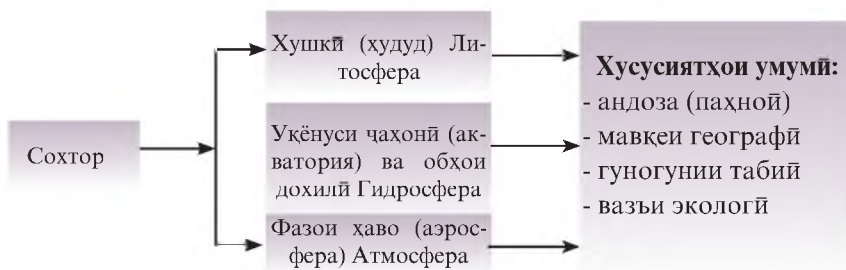 Сохтор
Хушкӣ (ҳудуд) Ли-
тосфера
Уқёнуси ҷаҳонӣ (ак-
ватория) ва обҳои
дохилӣ Гидросфера
Фазои ҳаво (аэрос-
фера) Атмосфера
Хусусиятҳои умумӣ:
- андоза (паҳноӣ)
- мавқеи географӣ
- гуногунии табиӣ
- вазъи экологӣ